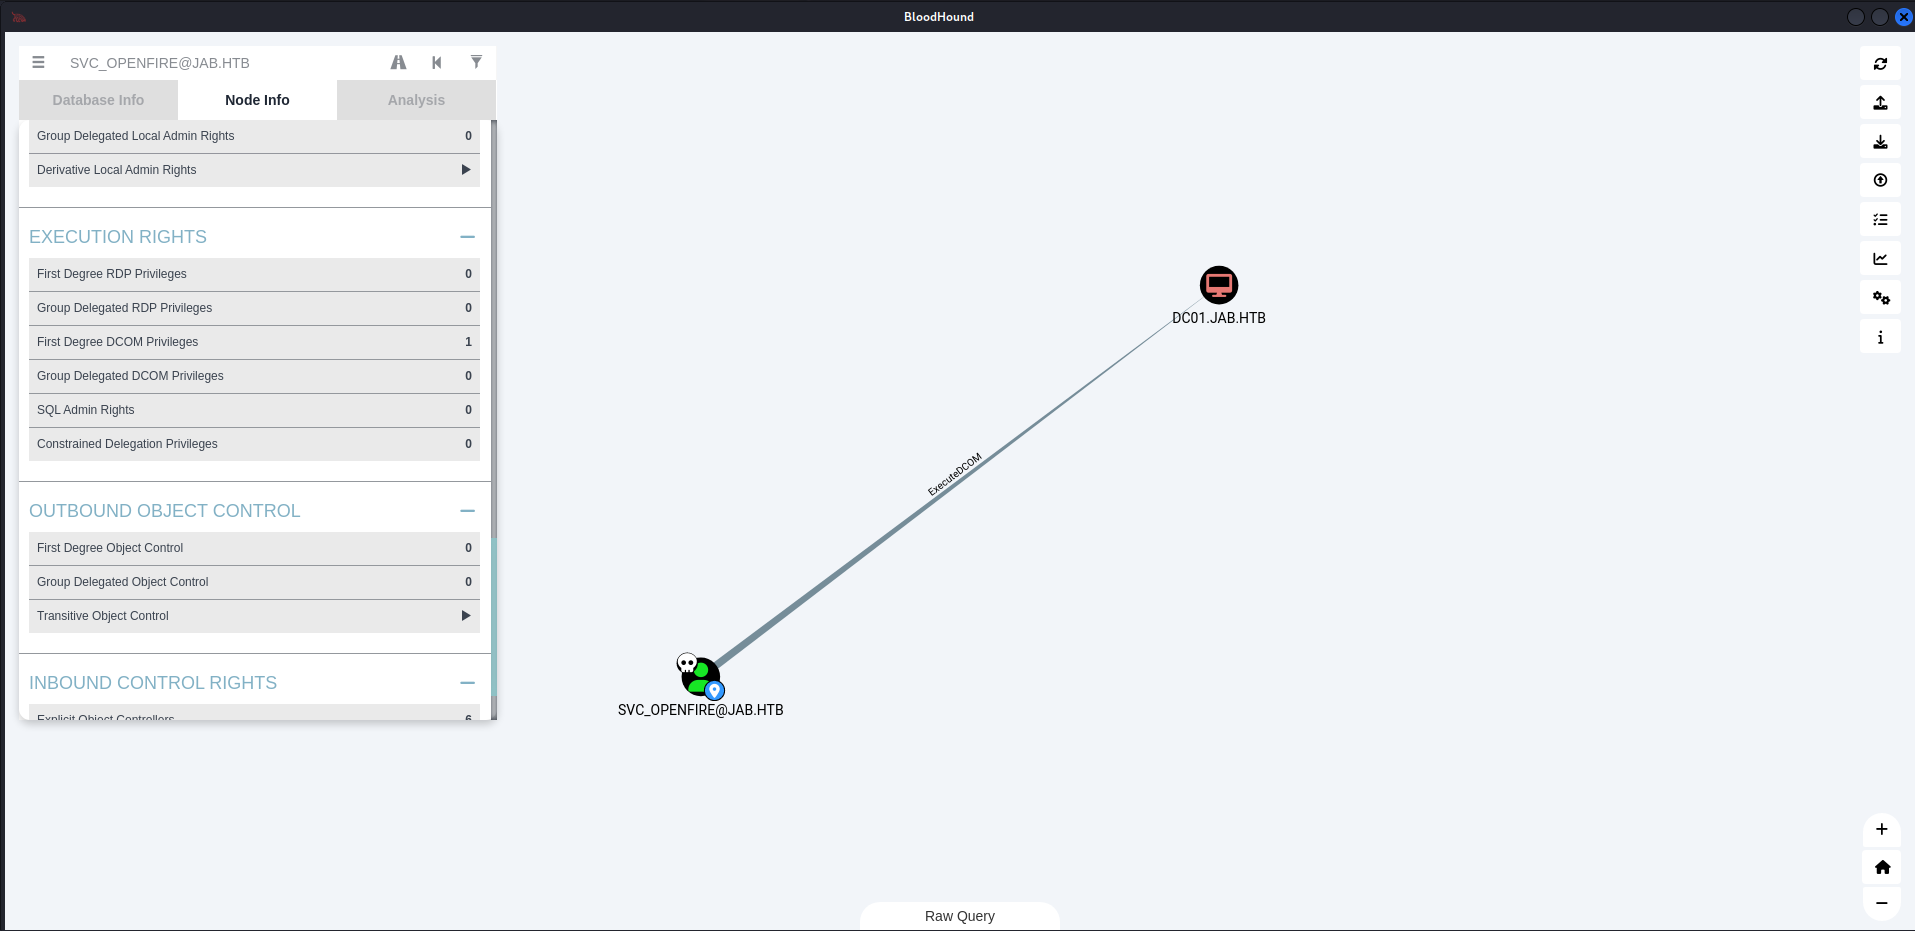 BloodHound
SVC_OPENFIRE@JAB.HTB
Database Info
Node Info
Analysis
Group Delegated Local Admin Rights 0
Derivative Local Admin Rights
EXECUTION RIGHTS
First Degree RDP Privileges 0
Group Delegated RDP Privileges 0
First Degree DCOM Privileges 1
Group Delegated DCOM Privileges 0
SQL Admin Rights 0
Constrained Delegation Privileges 0
OUTBOUND OBJECT CONTROL
First Degree Object Control 0
Group Delegated Object Control 0
Transitive Object Control
INBOUND CONTROL RIGHTS
Explicit Object Controllers 6
DC01.JAB.HTB
ExecuteDCOM
SVC_OPENFIRE@JAB.HTB
Raw Query